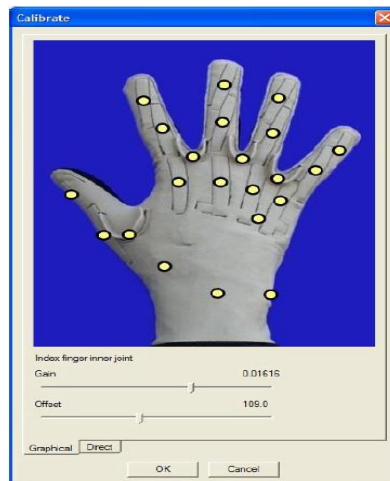 Calibrate
Index finger inner joint
Gain 0.01616
Offset 109.0
Graphical Direct
OK Cancel